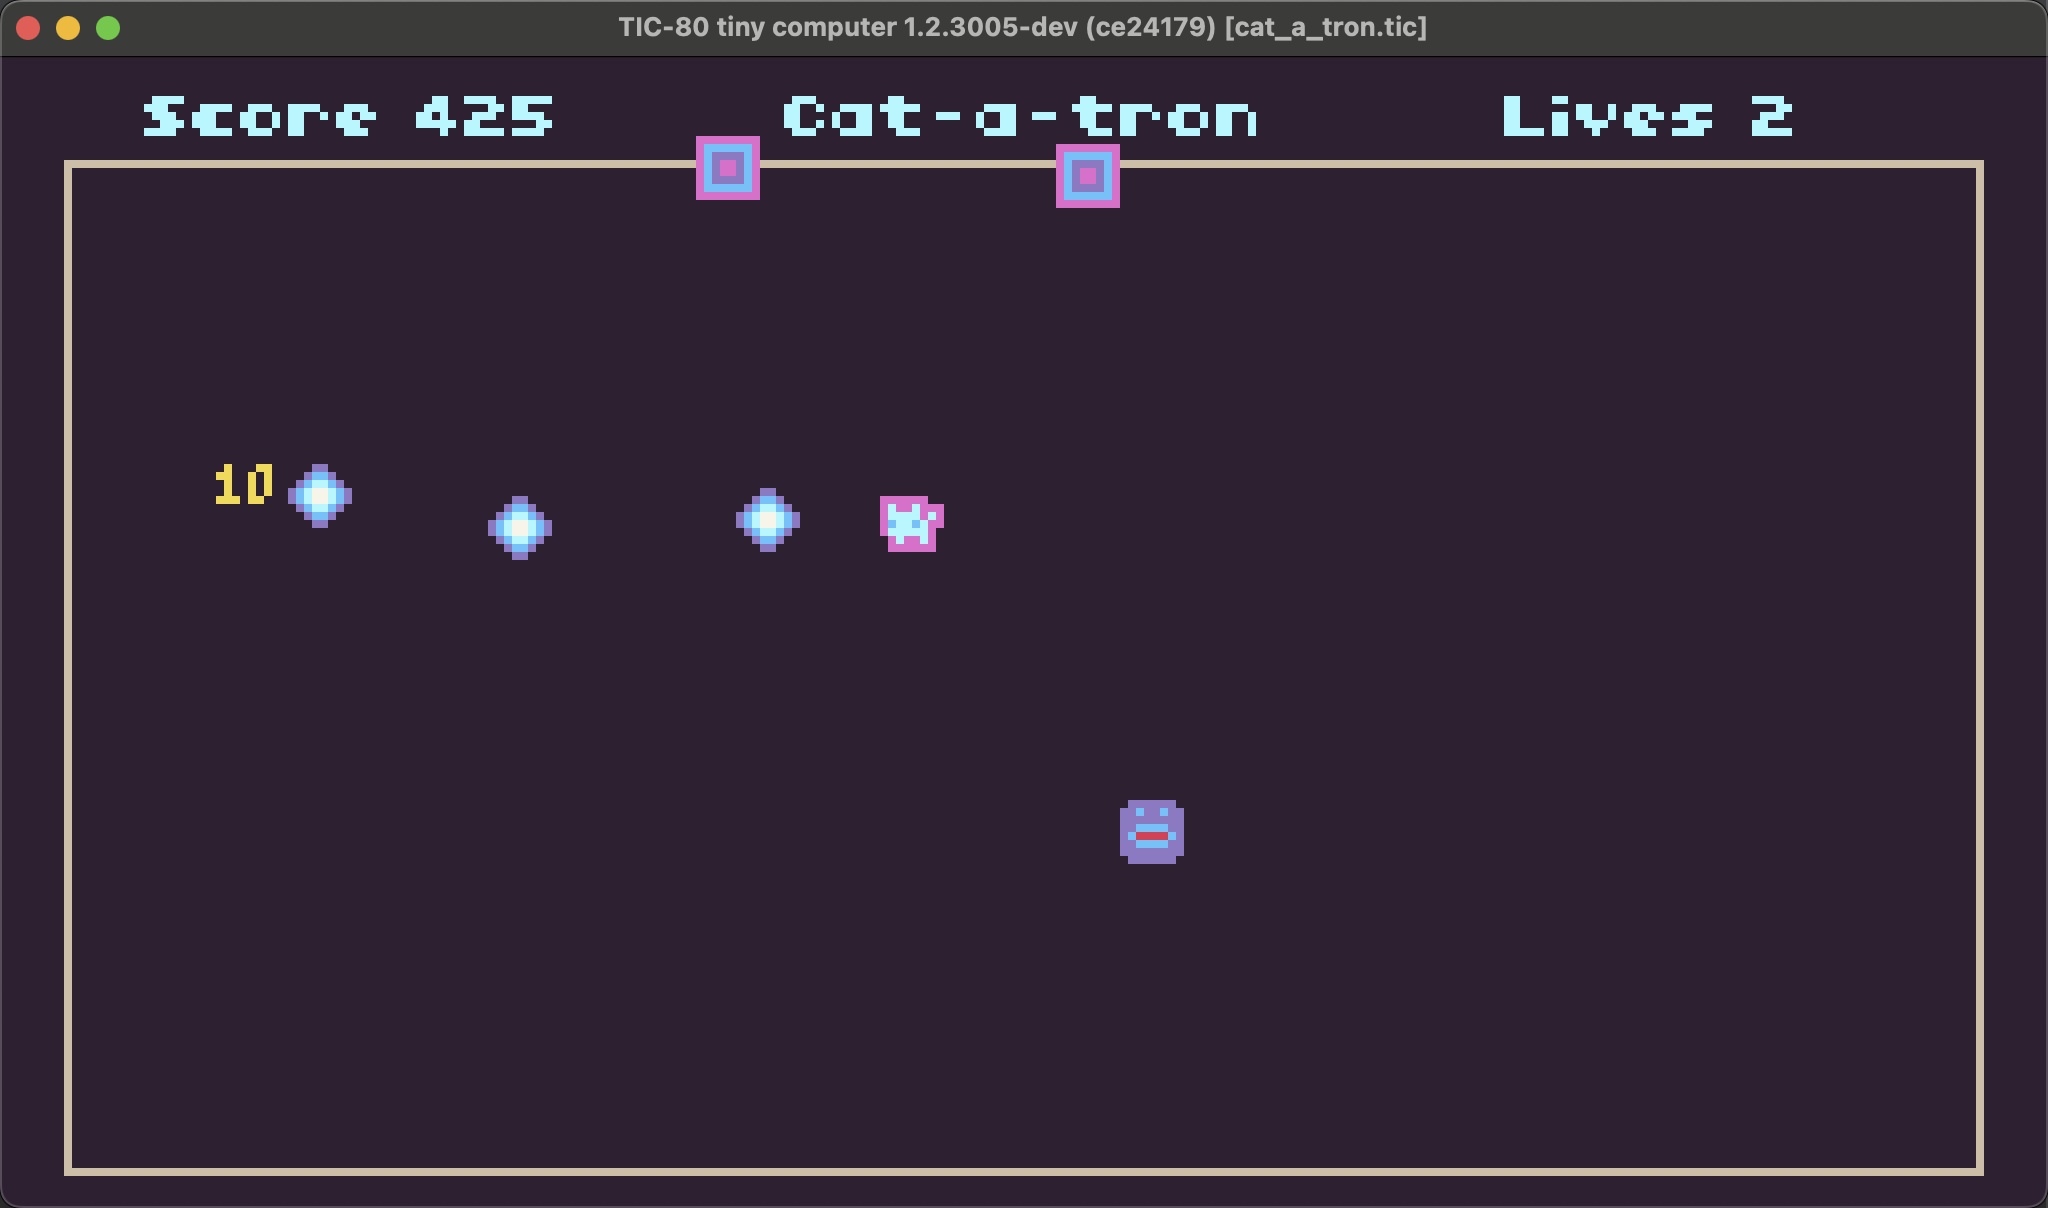 TIC-80 tiny computer 1.2.3005-dev (ce24179) [cat_a_tron.tic]
Score 425 Cat-a-tron Lives 2
10